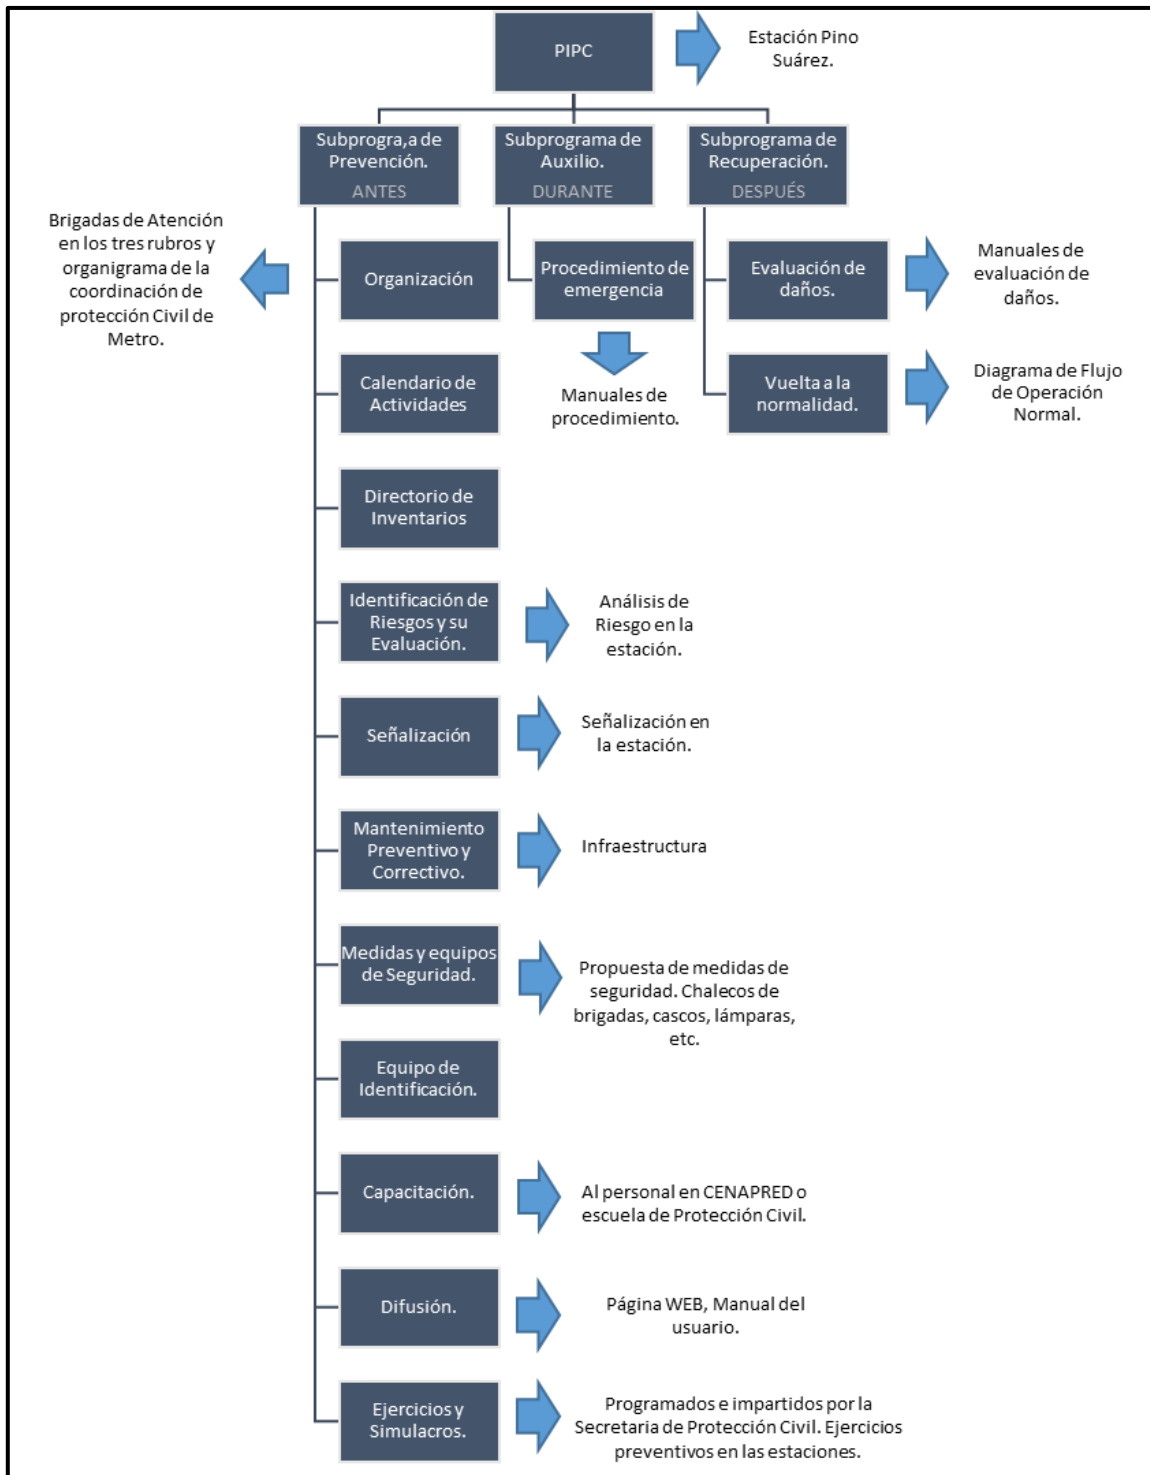 PIPC
Estación Pino
Suárez.
Subprogra,a de
Prevención.
ANTES
Subprograma de
Auxilio.
DURANTE
Subprograma de
Recuperación.
DESPUÉS
Brigadas de Atención
en los tres rubros y
organigrama de la
coordinación de
protección Civil de
Metro.
Organización
Procedimiento de
emergencia
Evaluación de
daños.
Manuales de
evaluación de
daños.
Calendario de
Actividades
Manuales de
procedimiento.
Vuelta a la
normalidad.
Diagrama de Flujo
de Operación
Normal.
Directorio de
Inventarios
Identificación de
Riesgos y su
Evaluación.
Análisis de
Riesgo en la
estación.
Señalización
Señalización en
la estación.
Mantenimiento
Preventivo y
Correctivo.
Infraestructura
Medidas y equipos
de Seguridad.
Propuesta de medidas de
seguridad. Chalecos de
brigadas, cascos, lámparas,
etc.
Equipo de
Identificación.
Capacitación.
Al personal en CENAPRED o
escuela de Protección Civil.
Difusión.
Página WEB, Manual del
usuario.
Ejercicios y
Simulacros.
Programados e impartidos por la
Secretaria de Protección Civil. Ejercicios
preventivos en las estaciones.